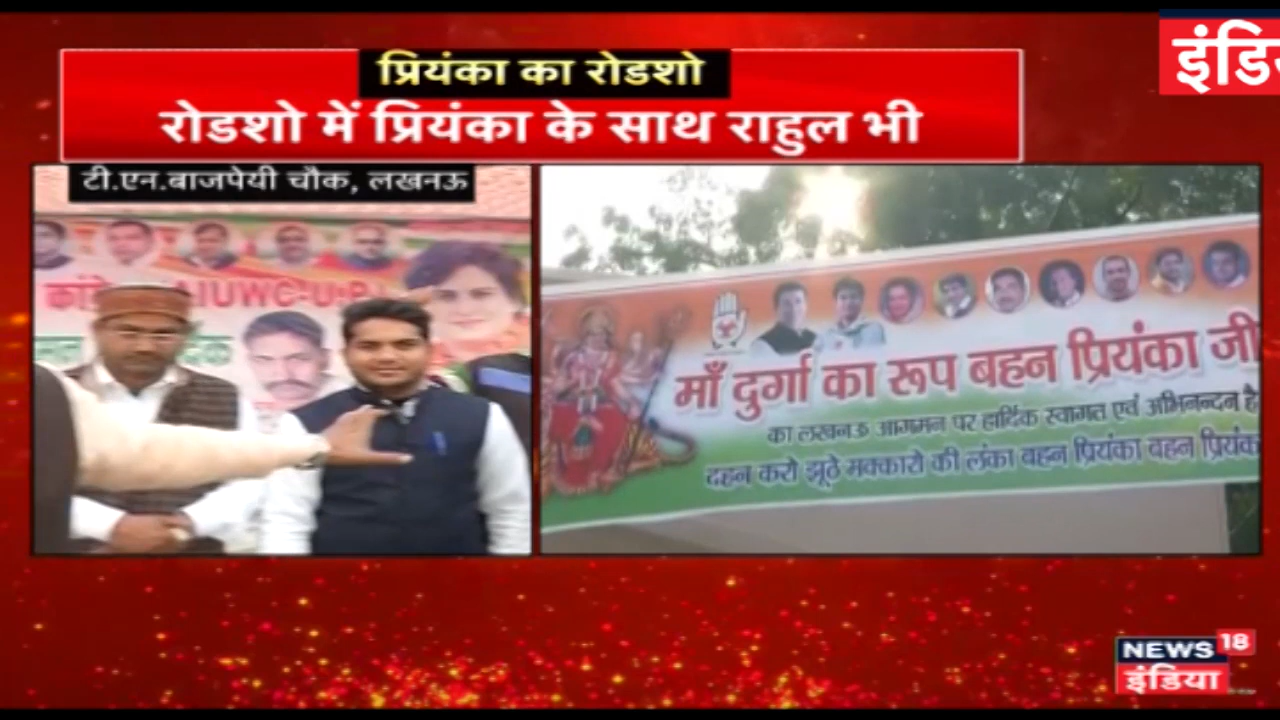 इंडिय
प्रियंका का रोडशो
रोडशो में प्रियंका के साथ राहुल भी
टी.एन.बाजपेयी चौक, लखनऊ
AIUWC-U.P.
माँ दुर्गा का रूप बहन प्रियंका जी
का लखनऊ आगमन पर हार्दिक स्वागत एवं अभिनन्दन है
दहन करो झूठे मक्कारो की लंका बहन प्रियंका बहन प्रियंक
NEWS 18
इंडिया